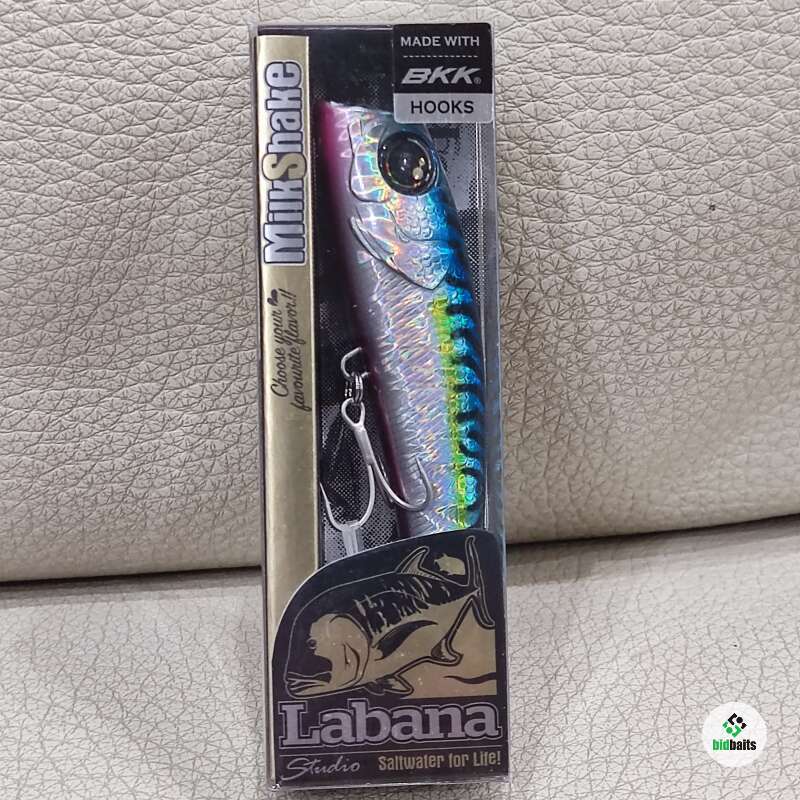 MADE WITH
BKK®
HOOKS
MilkShake
Choose your
favourite flavor!!
Labana
Studio
Saltwater for Life!
bidbaits